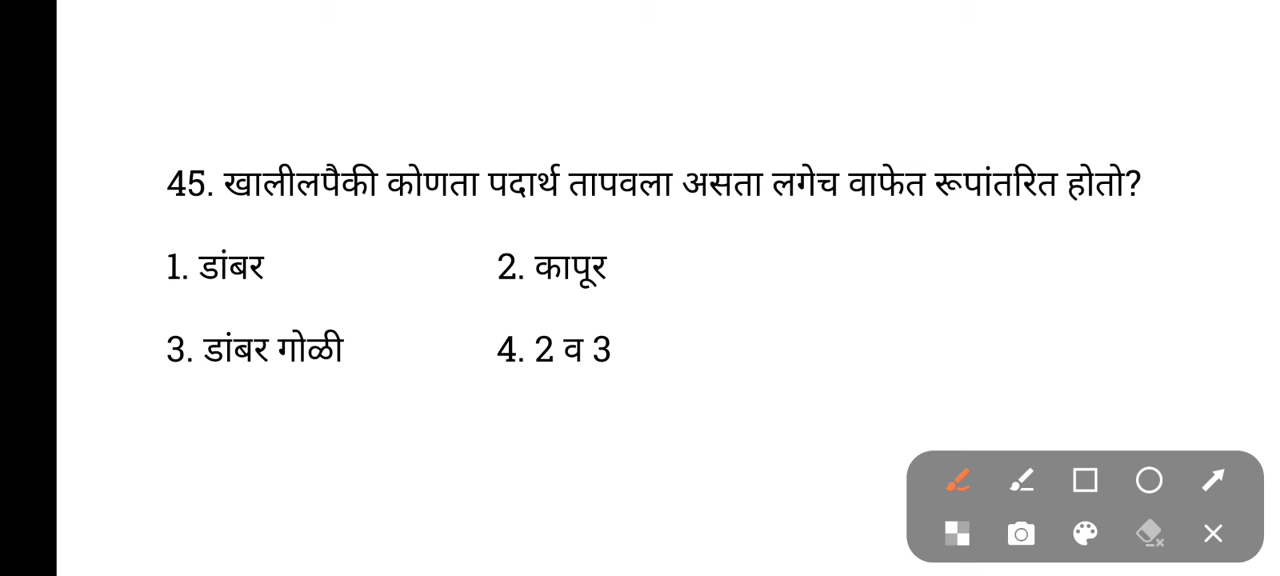 45. खालीलपैकी कोणता पदार्थ तापवला असता लगेच वाफेत रूपांतरित होतो?
1. डांबर 2. कापूर
3. डांबर गोळी 4. 2 व 3